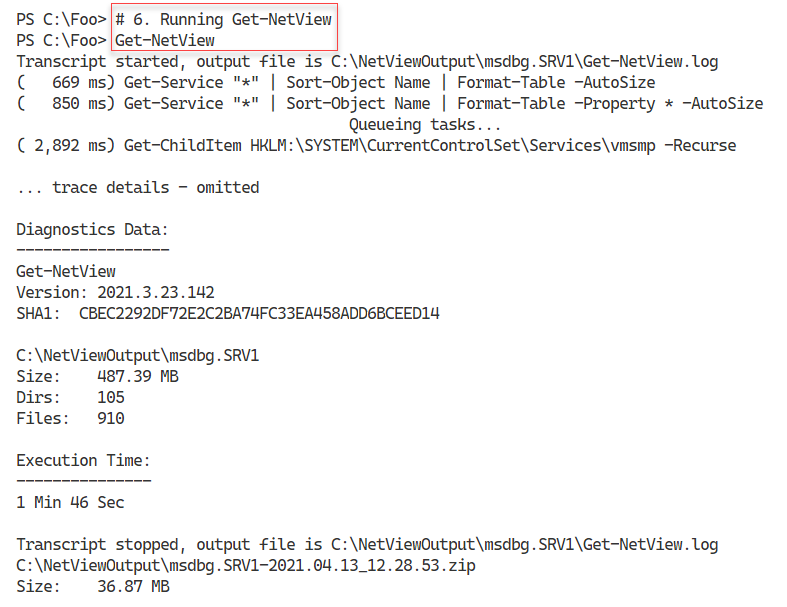 PS C:\Foo> # 6. Running Get-NetView
PS C:\Foo> Get-NetView
Transcript started, output file is C:\NetViewOutput\msdbg.SRV1\Get-NetView.log
(   669 ms) Get-Service "*" | Sort-Object Name | Format-Table -AutoSize
(   850 ms) Get-Service "*" | Sort-Object Name | Format-Table -Property * -AutoSize
Queueing tasks...
( 2,892 ms) Get-ChildItem HKLM:\SYSTEM\CurrentControlSet\Services\vmsmp -Recurse
... trace details - omitted
Diagnostics Data:
-----------------
Get-NetView
Version: 2021.3.23.142
SHA1:  CBEC2292DF72E2C2BA74FC33EA458ADD6BCEED14
C:\NetViewOutput\msdbg.SRV1
Size:    487.39 MB
Dirs:    105
Files:   910
Execution Time:
---------------
1 Min 46 Sec
Transcript stopped, output file is C:\NetViewOutput\msdbg.SRV1\Get-NetView.log
C:\NetViewOutput\msdbg.SRV1-2021.04.13_12.28.53.zip
Size:    36.87 MB